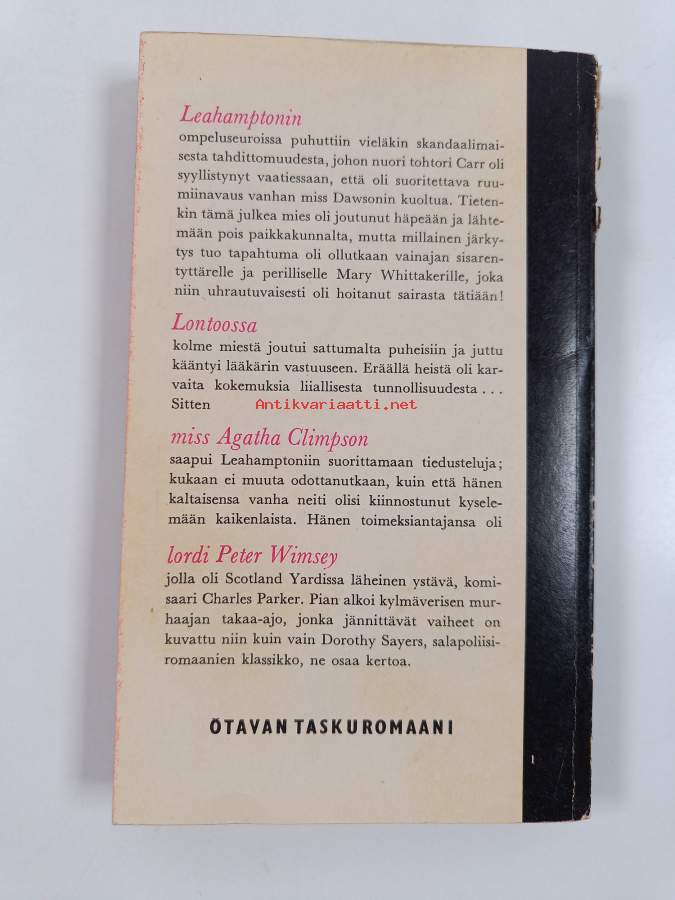 Leahamptonin
ompeluseuroissa puhuttiin vieläkin skandaalimai-
sesta tahdittomuudesta, johon nuori tohtori Carr oli
syyllistynyt vaatiessaan, että oli suoritettava ruu-
miinavaus vanhan miss Dawsonin kuoltua. Tieten-
kin tämä julkea mies oli joutunut häpeään ja lähte-
mään pois paikkakunnalta, mutta millainen järky-
tys tuo tapahtuma oli ollutkaan vainajan sisaren-
tyttärelle ja perilliselle Mary Whittakerille, joka
niin uhrautuvaisesti oli hoitanut sairasta tätiään!
Lontoossa
kolme miestä joutui sattumalta puheisiin ja juttu
kääntyi lääkärin vastuuseen. Eräällä heistä oli kar-
vaita kokemuksia liiallisesta tunnollisuudesta...
Sitten
Antikvariaatti.net
miss Agatha Climpson
saapui Leahamptoniin suorittamaan tiedusteluja;
kukaan ei muuta odottanutkaan, kuin että hänen
kaltaisensa vanha neiti olisi kiinnostunut kysele-
mään kaikenlaista. Hänen toimeksiantajansa oli
lordi Peter Wimsey
jolla oli Scotland Yardissa läheinen ystävä, komi-
saari Charles Parker. Pian alkoi kylmäverisen mur-
haajan takaa-ajo, jonka jännittävät vaiheet on
kuvattu niin kuin vain Dorothy Sayers, salapoliisi-
romaanien klassikko, ne osaa kertoa.
OTAVAN TASKUROMAANI